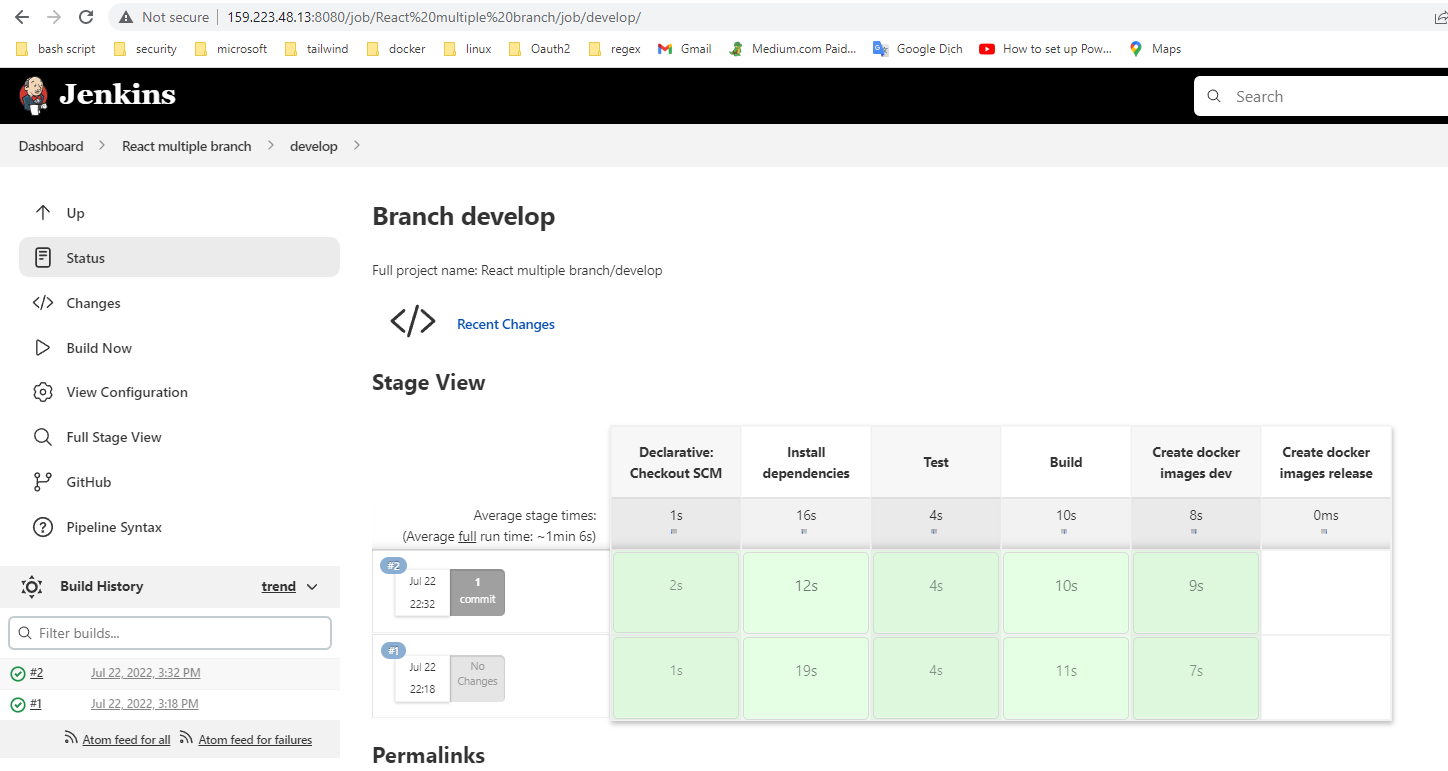 Not secure
159.223.48.13:8080/job/React%20multiple%20branch/job/develop/
bash script
security
microsoft
tailwind
docker
linux
Oauth2
regex
Gmail
Medium.com Paid...
Google Dịch
How to set up Pow...
Maps
Jenkins
Search
Dashboard
React multiple branch
develop
Up
Status
Changes
Build Now
View Configuration
Full Stage View
GitHub
Pipeline Syntax
Build History
trend
Filter builds...
#2
Jul 22, 2022, 3:32 PM
#1
Jul 22, 2022, 3:18 PM
Atom feed for all
Atom feed for failures
Branch develop
Full project name: React multiple branch/develop
</>
Recent Changes
Stage View
Declarative:
Checkout SCM
Install
dependencies
Test
Build
Create docker
images dev
Create docker
images release
Average stage times:
(Average full run time: ~1min 6s)
1s
16s
4s
10s
8s
0ms
#2
Jul 22
22:32
1
commit
2s
12s
4s
10s
9s
#1
Jul 22
22:18
No
Changes
1s
19s
4s
11s
7s
Permalinks